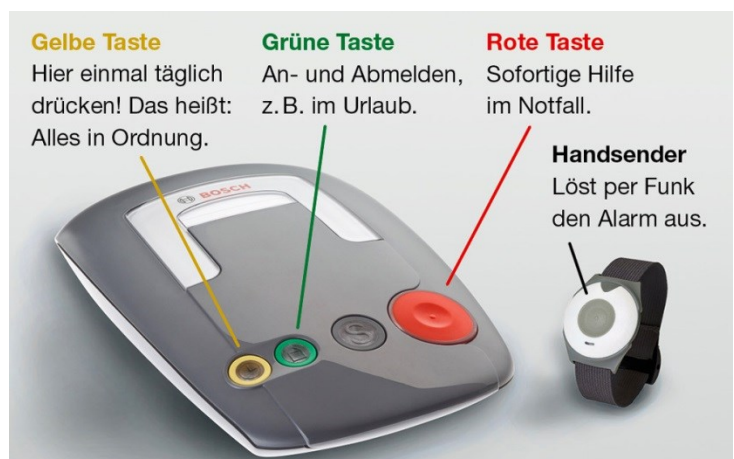 Gelbe Taste
Hier einmal täglich
drücken! Das heißt:
Alles in Ordnung.
Grüne Taste
An- und Abmelden,
z. B. im Urlaub.
Rote Taste
Sofortige Hilfe
im Notfall.
Handsender
Löst per Funk
den Alarm aus.
BOSCH
S